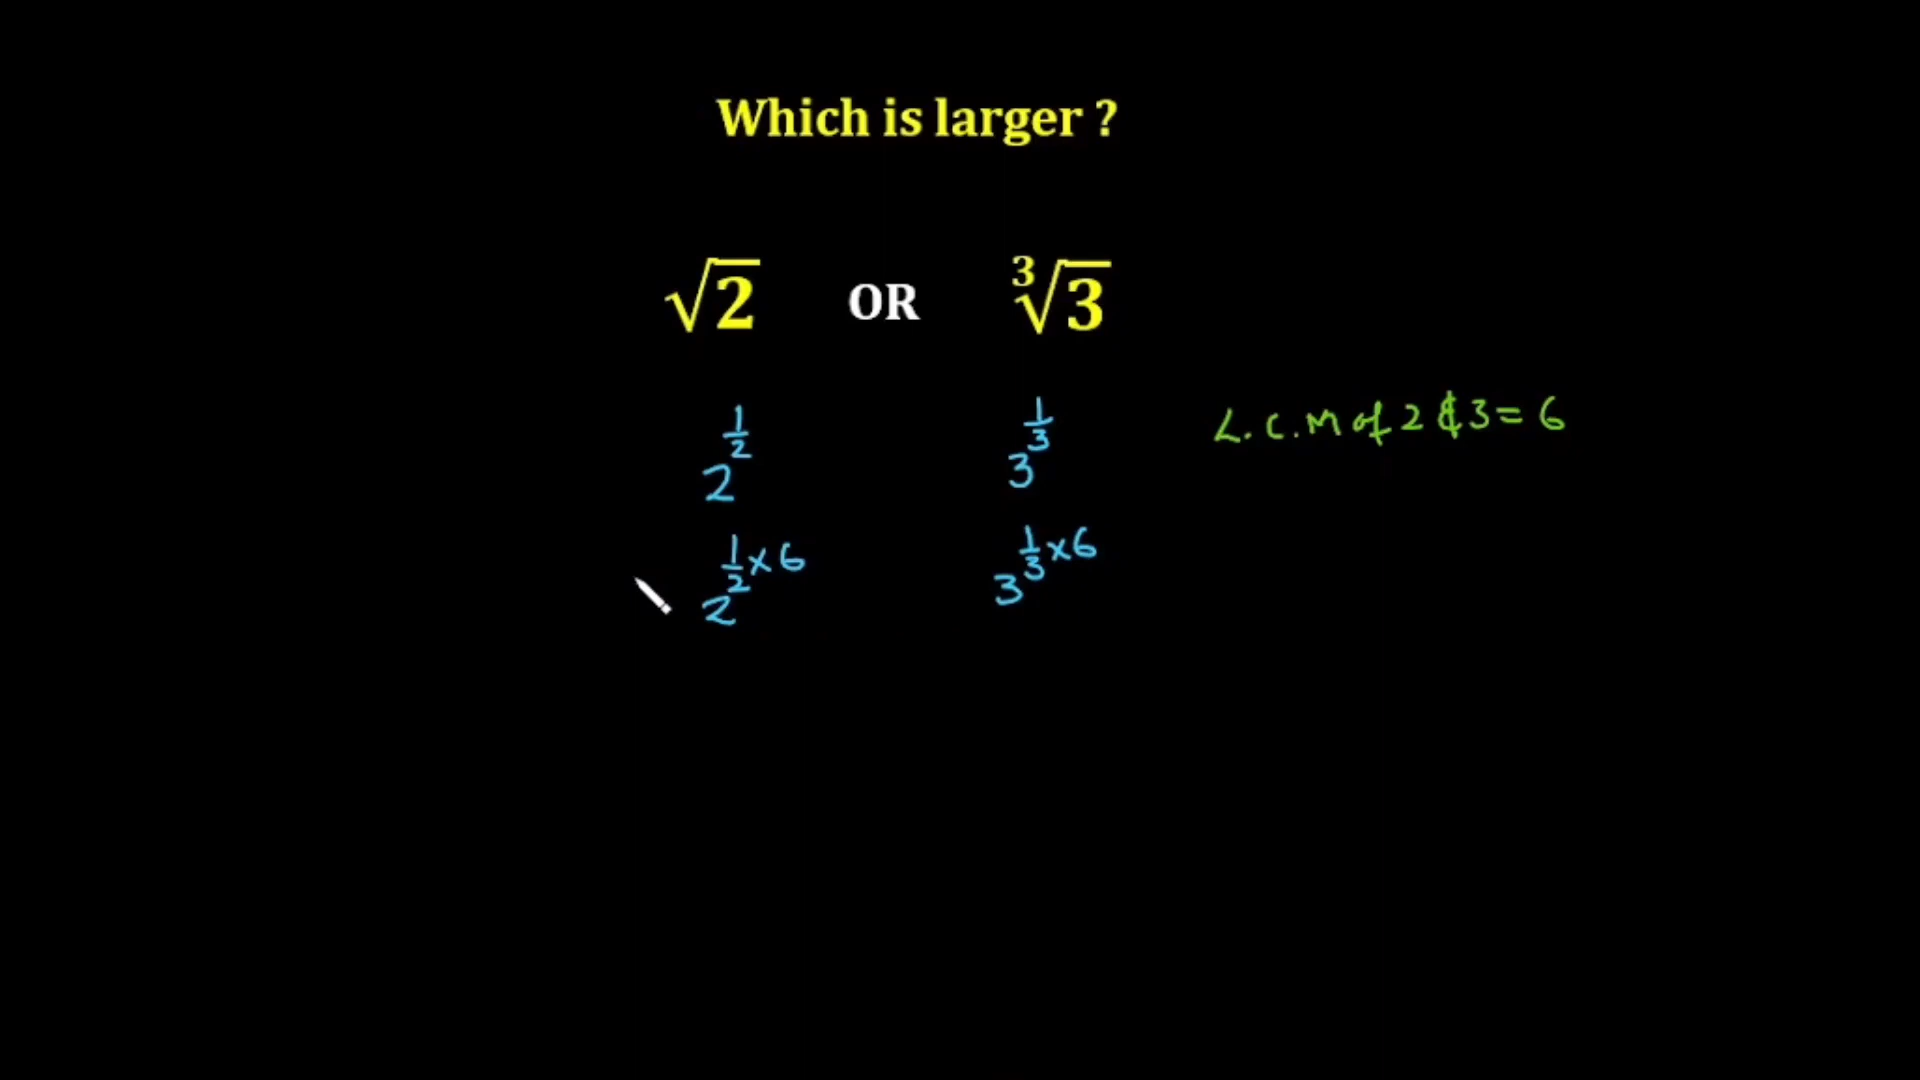 Which is larger ?
√2 OR ∛3
2^{1/2} 3^{1/3} L.C.M of 2 & 3 = 6
2^{1/2 × 6} 3^{1/3 × 6}